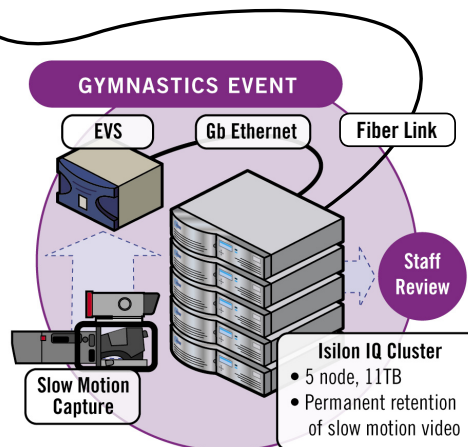 GYMNASTICS EVENT
EVS
Gb Ethernet
Fiber Link
Staff
Review
Slow Motion
Capture
Isilon IQ Cluster
• 5 node, 11TB
• Permanent retention
of slow motion video